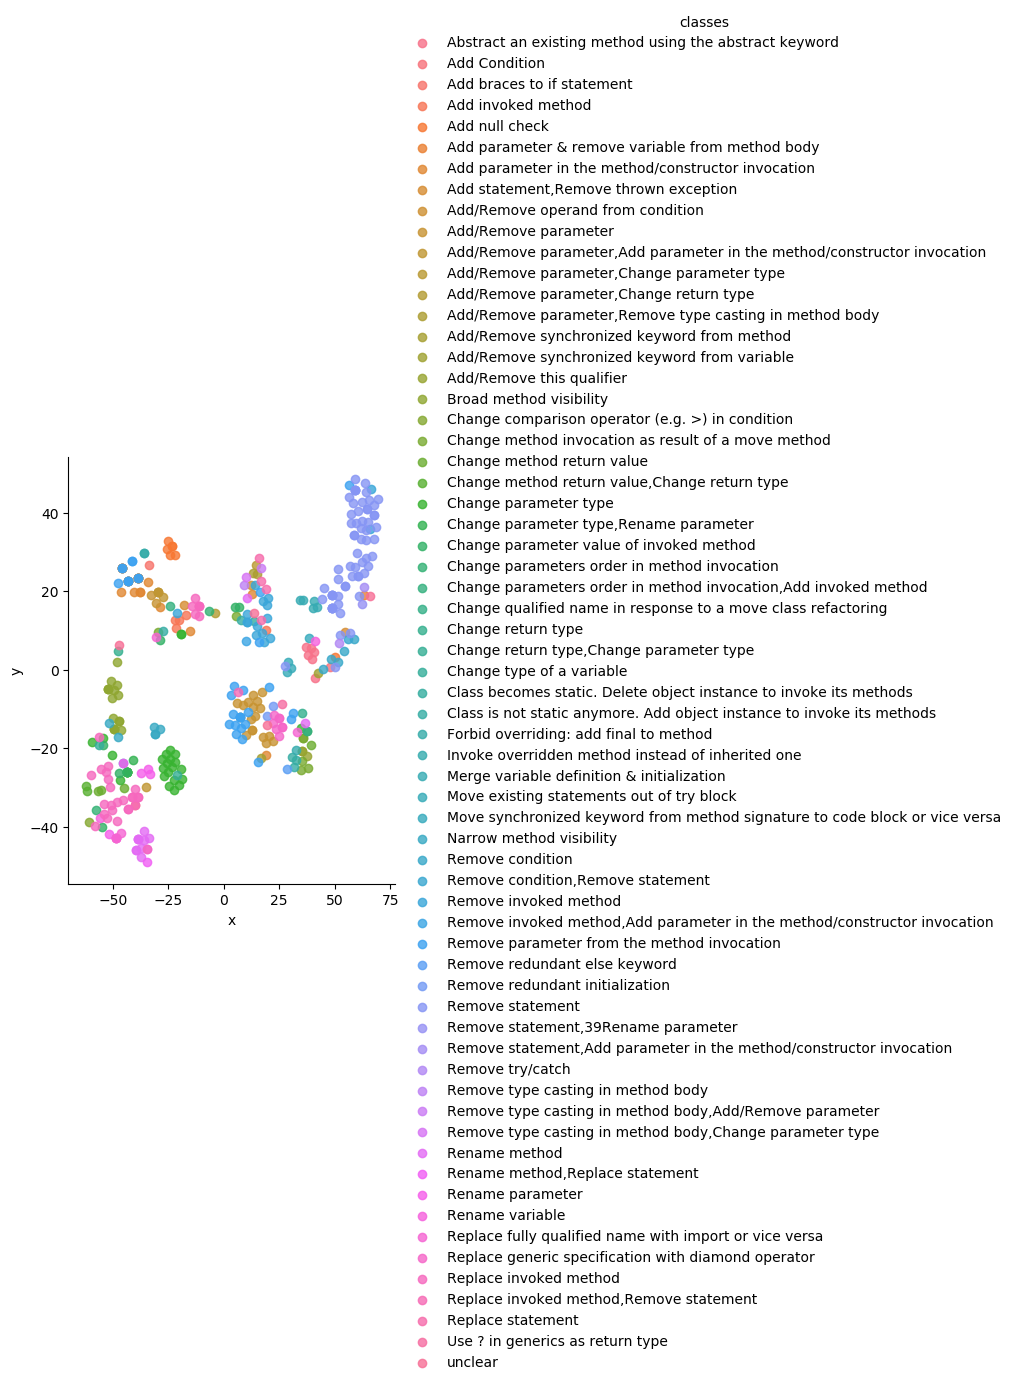 classes
Abstract an existing method using the abstract keyword
Add Condition
Add braces to if statement
Add invoked method
Add null check
Add parameter & remove variable from method body
Add parameter in the method/constructor invocation
Add statement,Remove thrown exception
Add/Remove operand from condition
Add/Remove parameter
Add/Remove parameter,Add parameter in the method/constructor invocation
Add/Remove parameter,Change parameter type
Add/Remove parameter,Change return type
Add/Remove parameter,Remove type casting in method body
Add/Remove synchronized keyword from method
Add/Remove synchronized keyword from variable
Add/Remove this qualifier
Broad method visibility
Change comparison operator (e.g. >) in condition
Change method invocation as result of a move method
Change method return value
Change method return value,Change return type
Change parameter type
Change parameter type,Rename parameter
Change parameter value of invoked method
Change parameters order in method invocation
Change parameters order in method invocation,Add invoked method
Change qualified name in response to a move class refactoring
Change return type
Change return type,Change parameter type
Change type of a variable
Class becomes static. Delete object instance to invoke its methods
Class is not static anymore. Add object instance to invoke its methods
Forbid overriding: add final to method
Invoke overridden method instead of inherited one
Merge variable definition & initialization
Move existing statements out of try block
Move synchronized keyword from method signature to code block or vice versa
Narrow method visibility
Remove condition
Remove condition,Remove statement
Remove invoked method
Remove invoked method,Add parameter in the method/constructor invocation
Remove parameter from the method invocation
Remove redundant else keyword
Remove redundant initialization
Remove statement
Remove statement,39Rename parameter
Remove statement,Add parameter in the method/constructor invocation
Remove try/catch
Remove type casting in method body
Remove type casting in method body,Add/Remove parameter
Remove type casting in method body,Change parameter type
Rename method
Rename method,Replace statement
Rename parameter
Rename variable
Replace fully qualified name with import or vice versa
Replace generic specification with diamond operator
Replace invoked method
Replace invoked method,Remove statement
Replace statement
Use ? in generics as return type
unclear
40
20
0
−20
−40
y
−50 −25 0 25 50 75
x